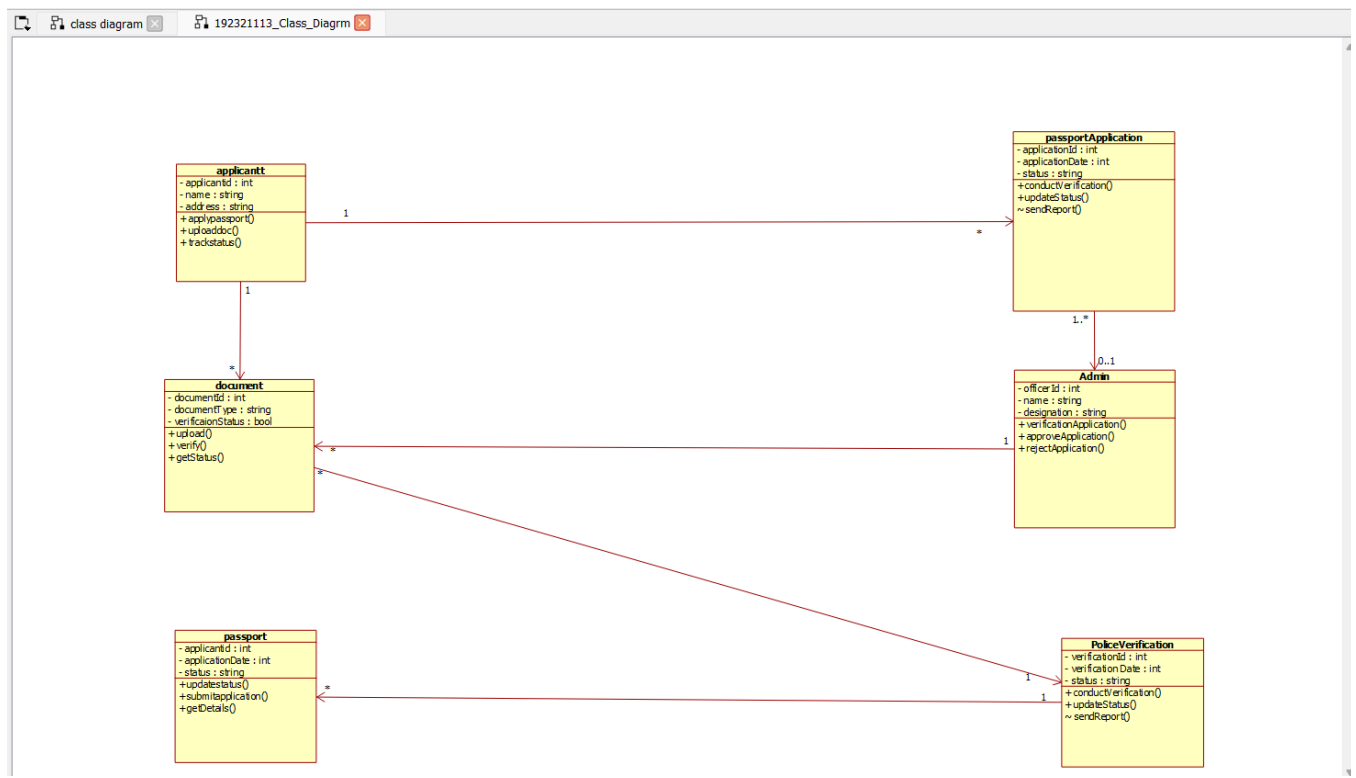 class diagram
192321113_Class_Diagrm
applicantt
- applicantid : int
- name : string
- address : string
+ applypassport()
+ uploaddoc()
+ trackstatus()
1
*
passportApplication
- applicationId : int
- applicationDate : int
- status : string
+conductVerification()
+updateStatus()
~ sendReport()
1
*
1..*
0..1
document
- documentId : int
- documentType : string
- verificaionStatus : bool
+upload()
+verify()
+getStatus()
Admin
- officerId : int
- name : string
- designation : string
+verificationApplication()
+approveApplication()
+rejectApplication()
*
1
*
1
passport
- applicantid : int
- applicationDate : int
- status : string
+updatestatus()
+submitapplication()
+getDetails()
PoliceVerification
- verificationId : int
- verificationDate : int
- status : string
+conductVerification()
+updateStatus()
~ sendReport()
*
1